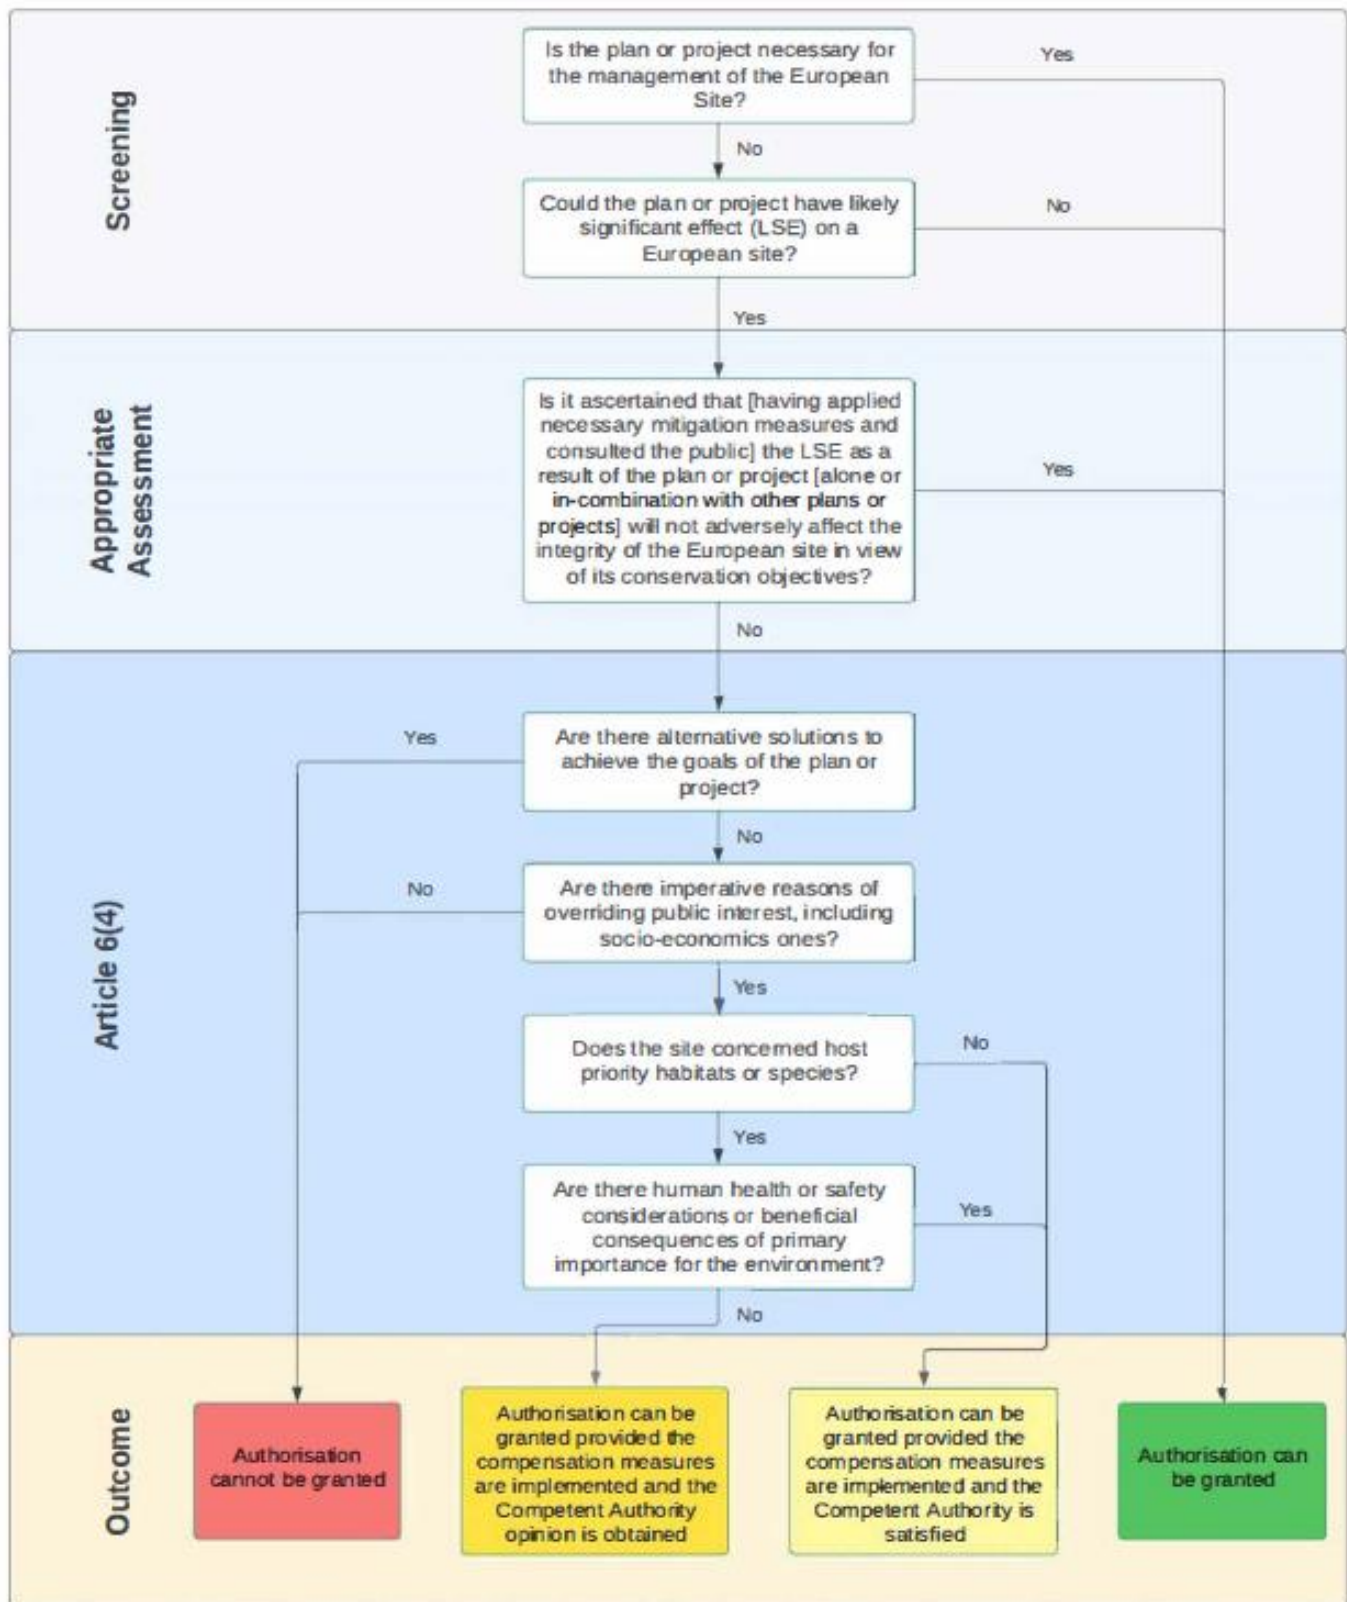 Screening
Is the plan or project necessary for
the management of the European
Site?
Yes
No
Could the plan or project have likely
significant effect (LSE) on a
European site?
No
Yes
Appropriate
Assessment
Is it ascertained that [having applied
necessary mitigation measures and
consulted the public] the LSE as a
result of the plan or project [alone or
in-combination with other plans or
projects] will not adversely affect the
integrity of the European site in view
of its conservation objectives?
Yes
No
Article 6(4)
Are there alternative solutions to
achieve the goals of the plan or
project?
Yes
No
Are there imperative reasons of
overriding public interest, including
socio-economics ones?
No
Yes
Does the site concerned host
priority habitats or species?
No
Yes
Are there human health or safety
considerations or beneficial
consequences of primary
importance for the environment?
Yes
No
Outcome
Authorisation
cannot be granted
Authorisation can be
granted provided the
compensation measures
are implemented and the
Competent Authority
opinion is obtained
Authorisation can be
granted provided the
compensation measures
are implemented and the
Competent Authority is
satisfied
Authorisation can
be granted